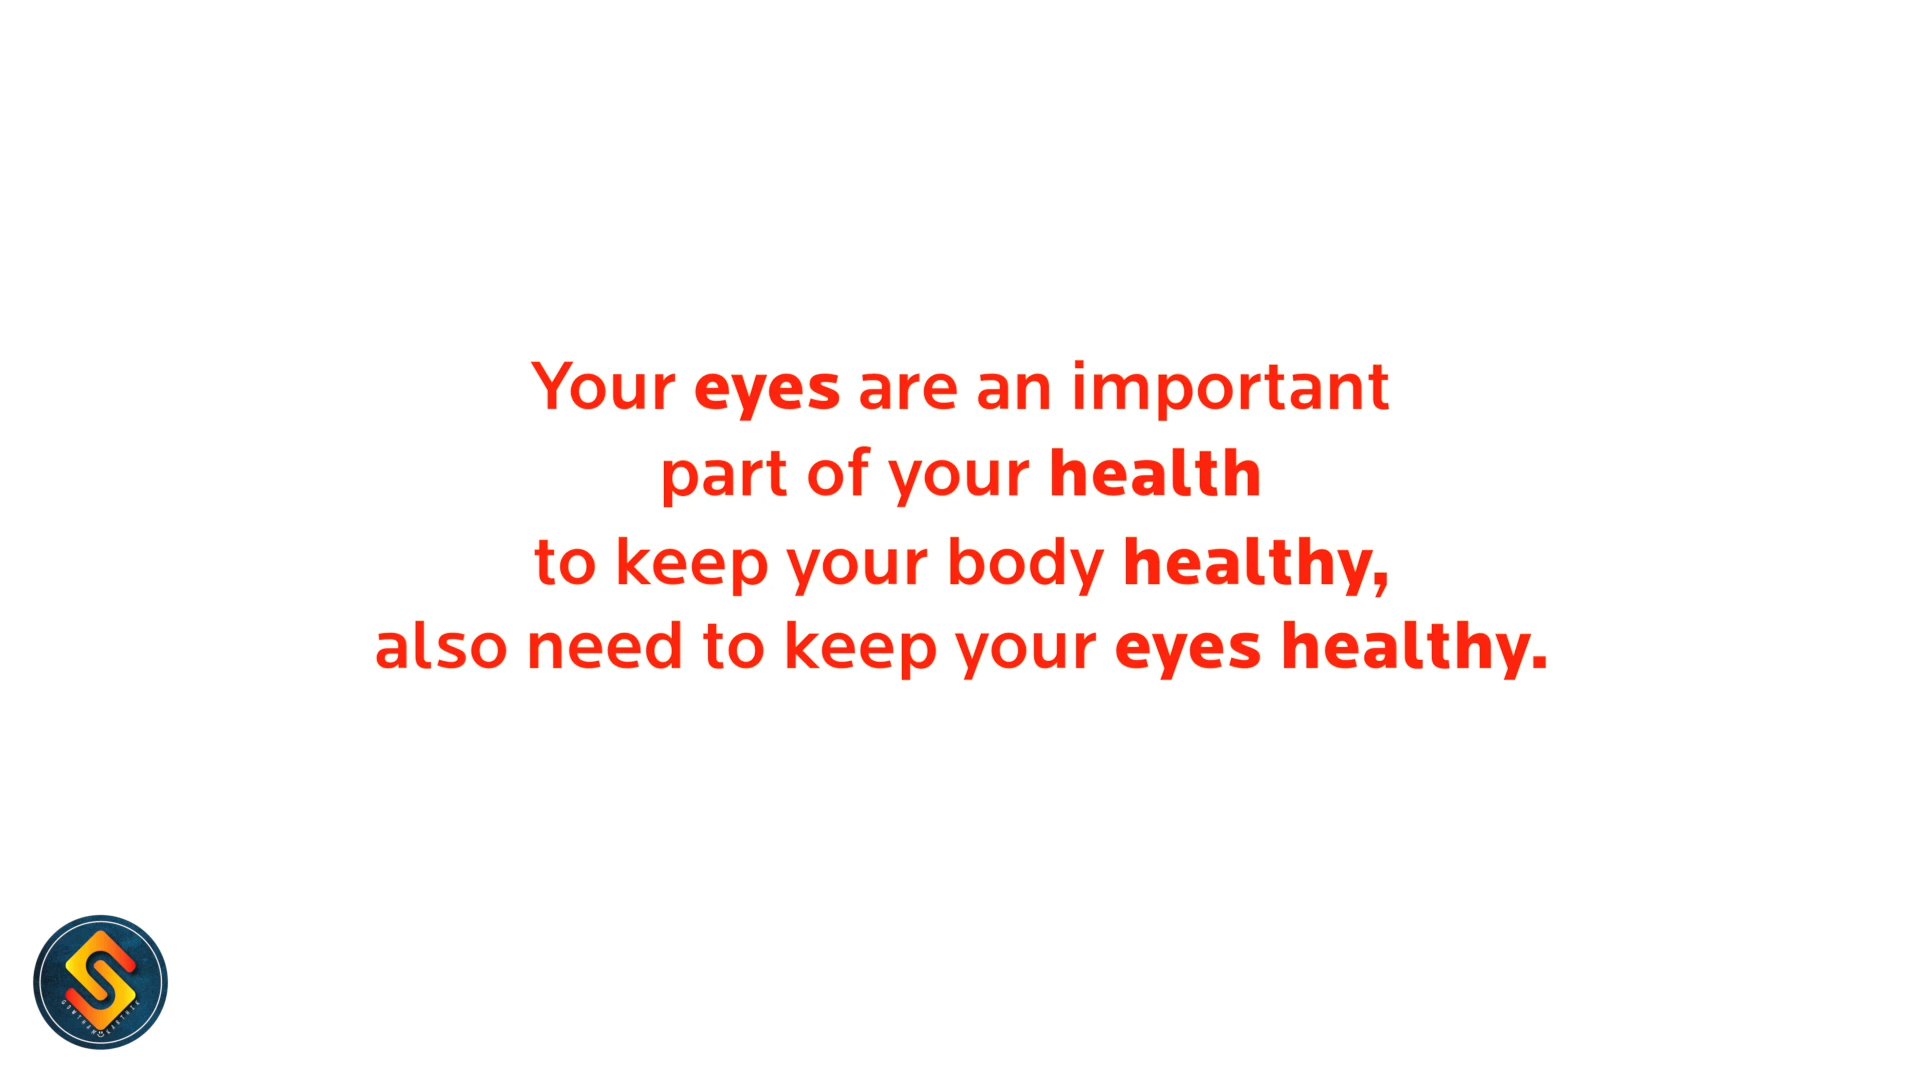 Your eyes are an important
part of your health
to keep your body healthy,
also need to keep your eyes healthy.